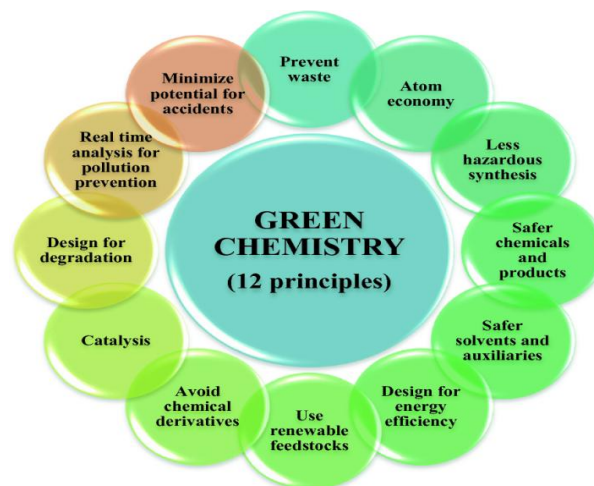 GREEN
CHEMISTRY
(12 principles)
Prevent
waste
Atom
economy
Less
hazardous
synthesis
Safer
chemicals
and
products
Safer
solvents and
auxiliaries
Design for
energy
efficiency
Use
renewable
feedstocks
Avoid
chemical
derivatives
Catalysis
Design for
degradation
Real time
analysis for
pollution
prevention
Minimize
potential for
accidents